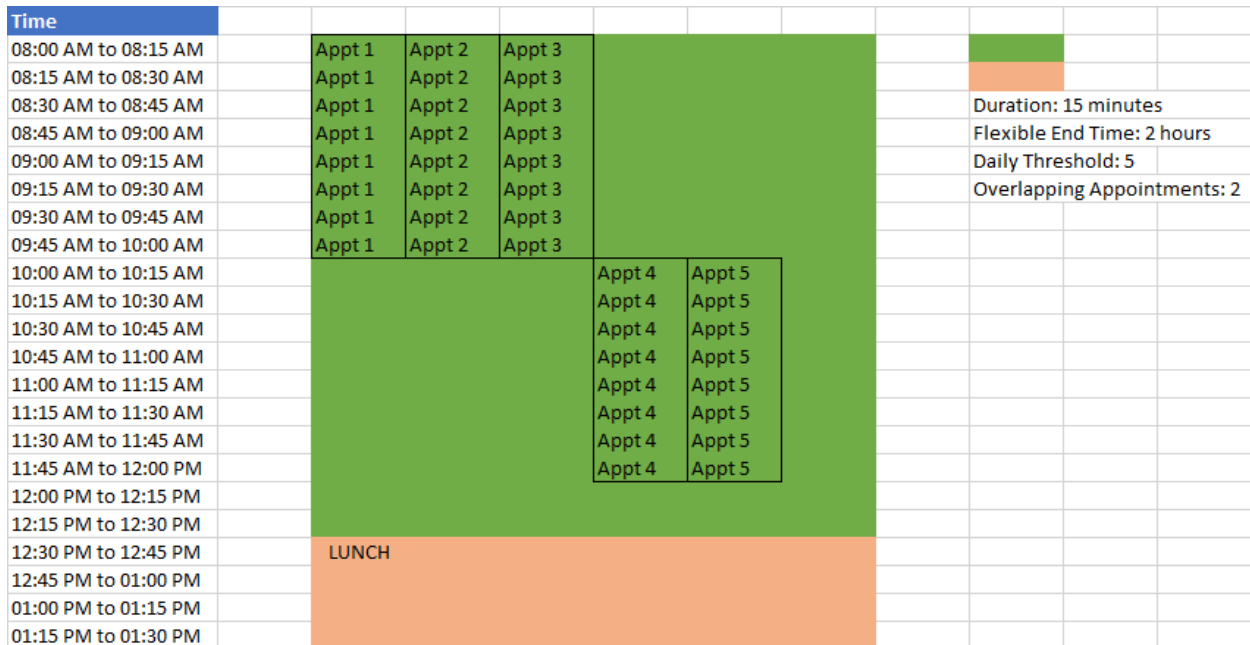 Time
08:00 AM to 08:15 AM Appt 1 Appt 2 Appt 3
08:15 AM to 08:30 AM Appt 1 Appt 2 Appt 3
08:30 AM to 08:45 AM Appt 1 Appt 2 Appt 3 Duration: 15 minutes
08:45 AM to 09:00 AM Appt 1 Appt 2 Appt 3 Flexible End Time: 2 hours
09:00 AM to 09:15 AM Appt 1 Appt 2 Appt 3 Daily Threshold: 5
09:15 AM to 09:30 AM Appt 1 Appt 2 Appt 3 Overlapping Appointments: 2
09:30 AM to 09:45 AM Appt 1 Appt 2 Appt 3
09:45 AM to 10:00 AM Appt 1 Appt 2 Appt 3
10:00 AM to 10:15 AM Appt 4 Appt 5
10:15 AM to 10:30 AM Appt 4 Appt 5
10:30 AM to 10:45 AM Appt 4 Appt 5
10:45 AM to 11:00 AM Appt 4 Appt 5
11:00 AM to 11:15 AM Appt 4 Appt 5
11:15 AM to 11:30 AM Appt 4 Appt 5
11:30 AM to 11:45 AM Appt 4 Appt 5
11:45 AM to 12:00 PM Appt 4 Appt 5
12:00 PM to 12:15 PM
12:15 PM to 12:30 PM
12:30 PM to 12:45 PM LUNCH
12:45 PM to 01:00 PM
01:00 PM to 01:15 PM
01:15 PM to 01:30 PM